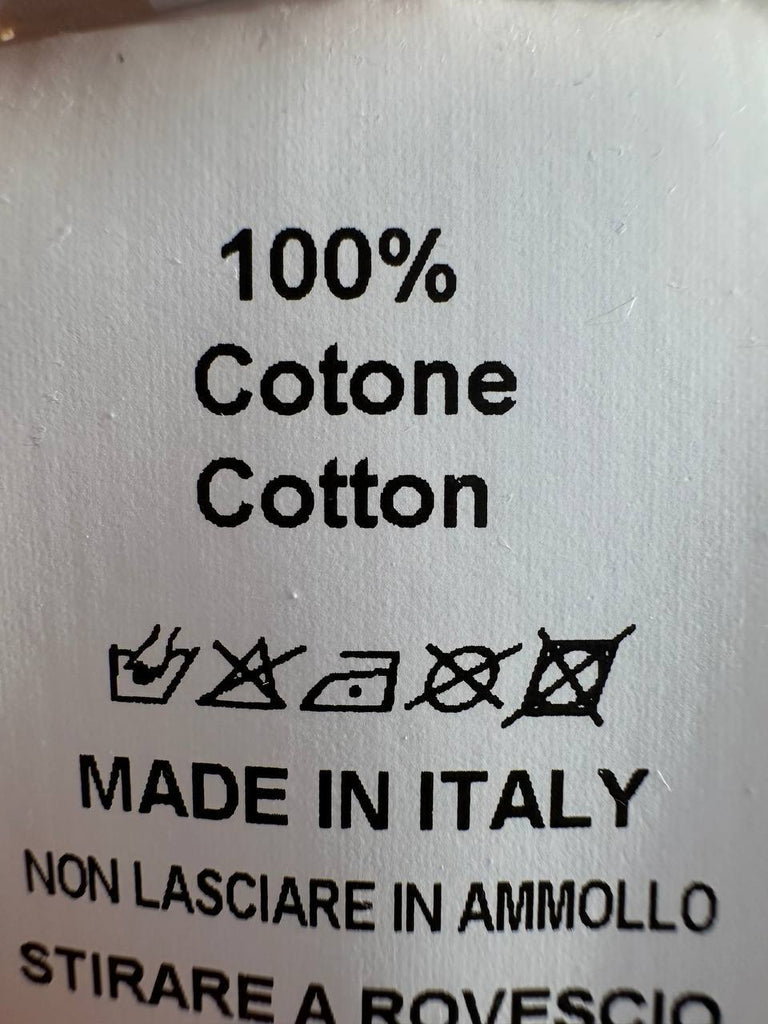 100%
Cotone
Cotton
MADE IN ITALY
NON LASCIARE IN AMMOLLO
STIRARE A ROVESCIO